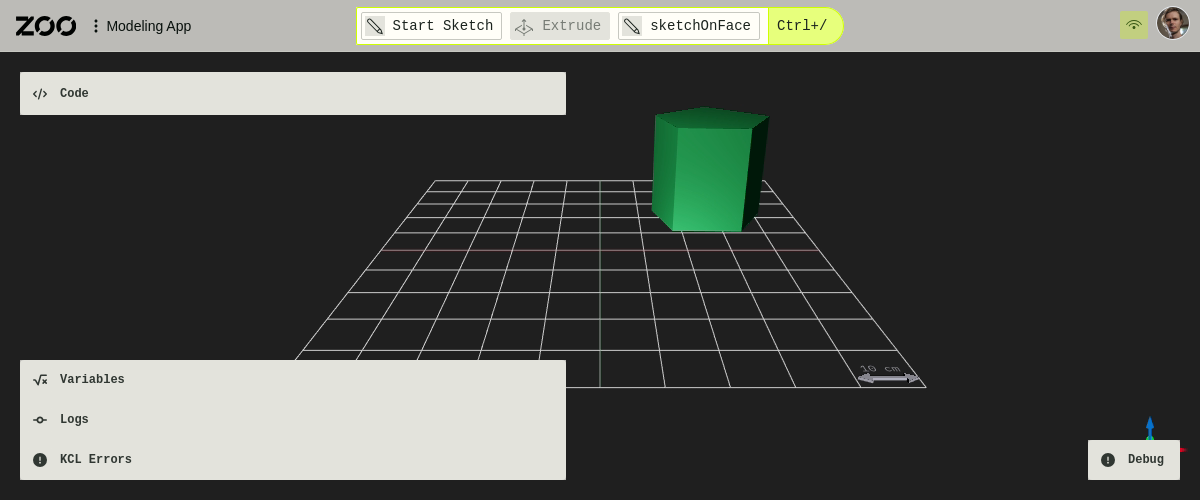 ZOO
Modeling App
Start Sketch
Extrude
sketchOnFace
Ctrl+/
Code
10 cm
Variables
Logs
KCL Errors
Debug